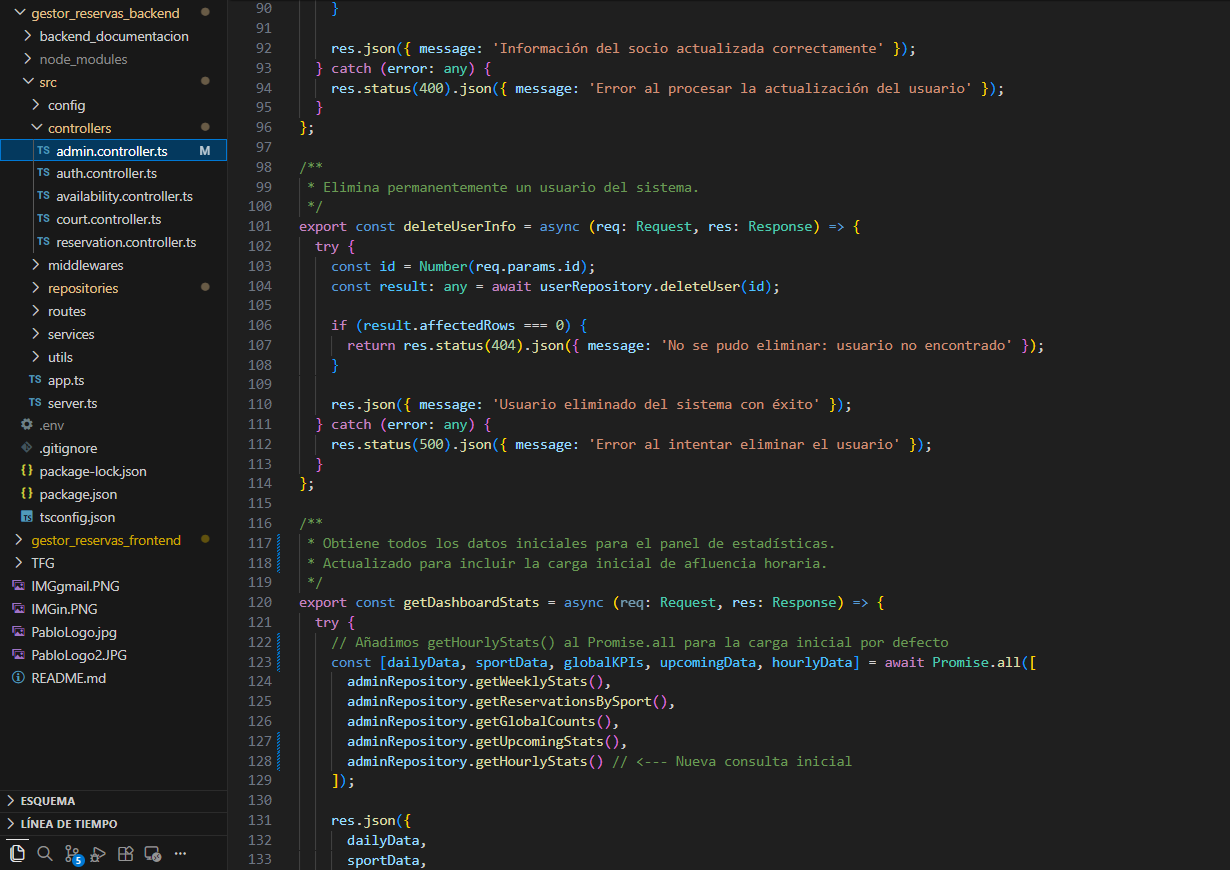 gestor_reservas_backend
backend_documentacion
node_modules
src
config
controllers
TS admin.controller.ts M
TS auth.controller.ts
TS availability.controller.ts
TS court.controller.ts
TS reservation.controller.ts
middlewares
repositories
routes
services
utils
TS app.ts
TS server.ts
.env
.gitignore
{} package-lock.json
{} package.json
TS tsconfig.json
gestor_reservas_frontend
TFG
IMGgmail.PNG
IMGin.PNG
PabloLogo.jpg
PabloLogo2.JPG
README.md
ESQUEMA
LÍNEA DE TIEMPO
5
90 }
91
92 res.json({ message: 'Información del socio actualizada correctamente' });
93 } catch (error: any) {
94 res.status(400).json({ message: 'Error al procesar la actualización del usuario' });
95 }
96 };
97
98 /**
99 * Elimina permanentemente un usuario del sistema.
100 */
101 export const deleteUserInfo = async (req: Request, res: Response) => {
102 try {
103 const id = Number(req.params.id);
104 const result: any = await userRepository.deleteUser(id);
105
106 if (result.affectedRows === 0) {
107 return res.status(404).json({ message: 'No se pudo eliminar: usuario no encontrado' });
108 }
109
110 res.json({ message: 'Usuario eliminado del sistema con éxito' });
111 } catch (error: any) {
112 res.status(500).json({ message: 'Error al intentar eliminar el usuario' });
113 }
114 };
115
116 /**
117 * Obtiene todos los datos iniciales para el panel de estadísticas.
118 * Actualizado para incluir la carga inicial de afluencia horaria.
119 */
120 export const getDashboardStats = async (req: Request, res: Response) => {
121 try {
122 // Añadimos getHourlyStats() al Promise.all para la carga inicial por defecto
123 const [dailyData, sportData, globalKPIs, upcomingData, hourlyData] = await Promise.all([
124 adminRepository.getWeeklyStats(),
125 adminRepository.getReservationsBySport(),
126 adminRepository.getGlobalCounts(),
127 adminRepository.getUpcomingStats(),
128 adminRepository.getHourlyStats() // <--- Nueva consulta inicial
129 ]);
130
131 res.json({
132 dailyData,
133 sportData,